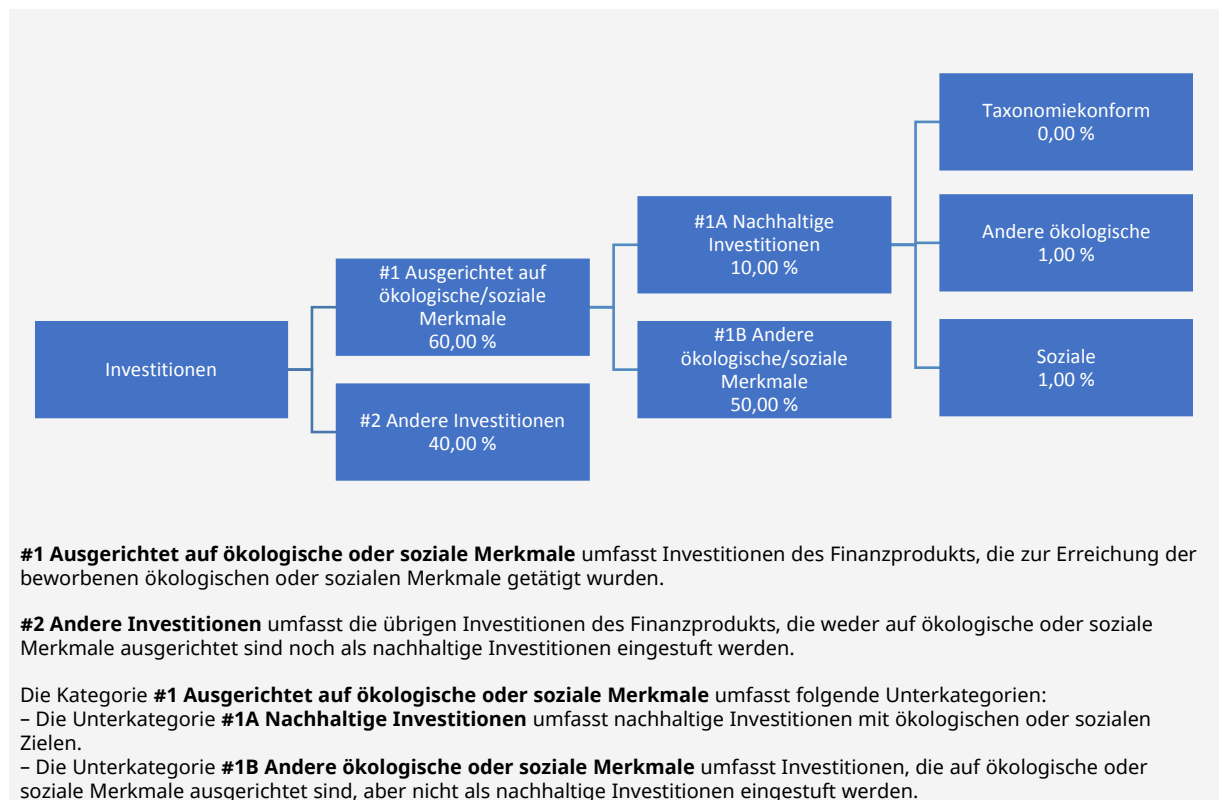 Investitionen
#1 Ausgerichtet auf
ökologische/soziale
Merkmale
60,00 %
#2 Andere Investitionen
40,00 %
#1A Nachhaltige
Investitionen
10,00 %
#1B Andere
ökologische/soziale
Merkmale
50,00 %
Taxonomiekonform
0,00 %
Andere ökologische
1,00 %
Soziale
1,00 %
#1 Ausgerichtet auf ökologische oder soziale Merkmale umfasst Investitionen des Finanzprodukts, die zur Erreichung der
beworbenen ökologischen oder sozialen Merkmale getätigt wurden.
#2 Andere Investitionen umfasst die übrigen Investitionen des Finanzprodukts, die weder auf ökologische oder soziale
Merkmale ausgerichtet sind noch als nachhaltige Investitionen eingestuft werden.
Die Kategorie #1 Ausgerichtet auf ökologische oder soziale Merkmale umfasst folgende Unterkategorien:
– Die Unterkategorie #1A Nachhaltige Investitionen umfasst nachhaltige Investitionen mit ökologischen oder sozialen
Zielen.
– Die Unterkategorie #1B Andere ökologische oder soziale Merkmale umfasst Investitionen, die auf ökologische oder
soziale Merkmale ausgerichtet sind, aber nicht als nachhaltige Investitionen eingestuft werden.